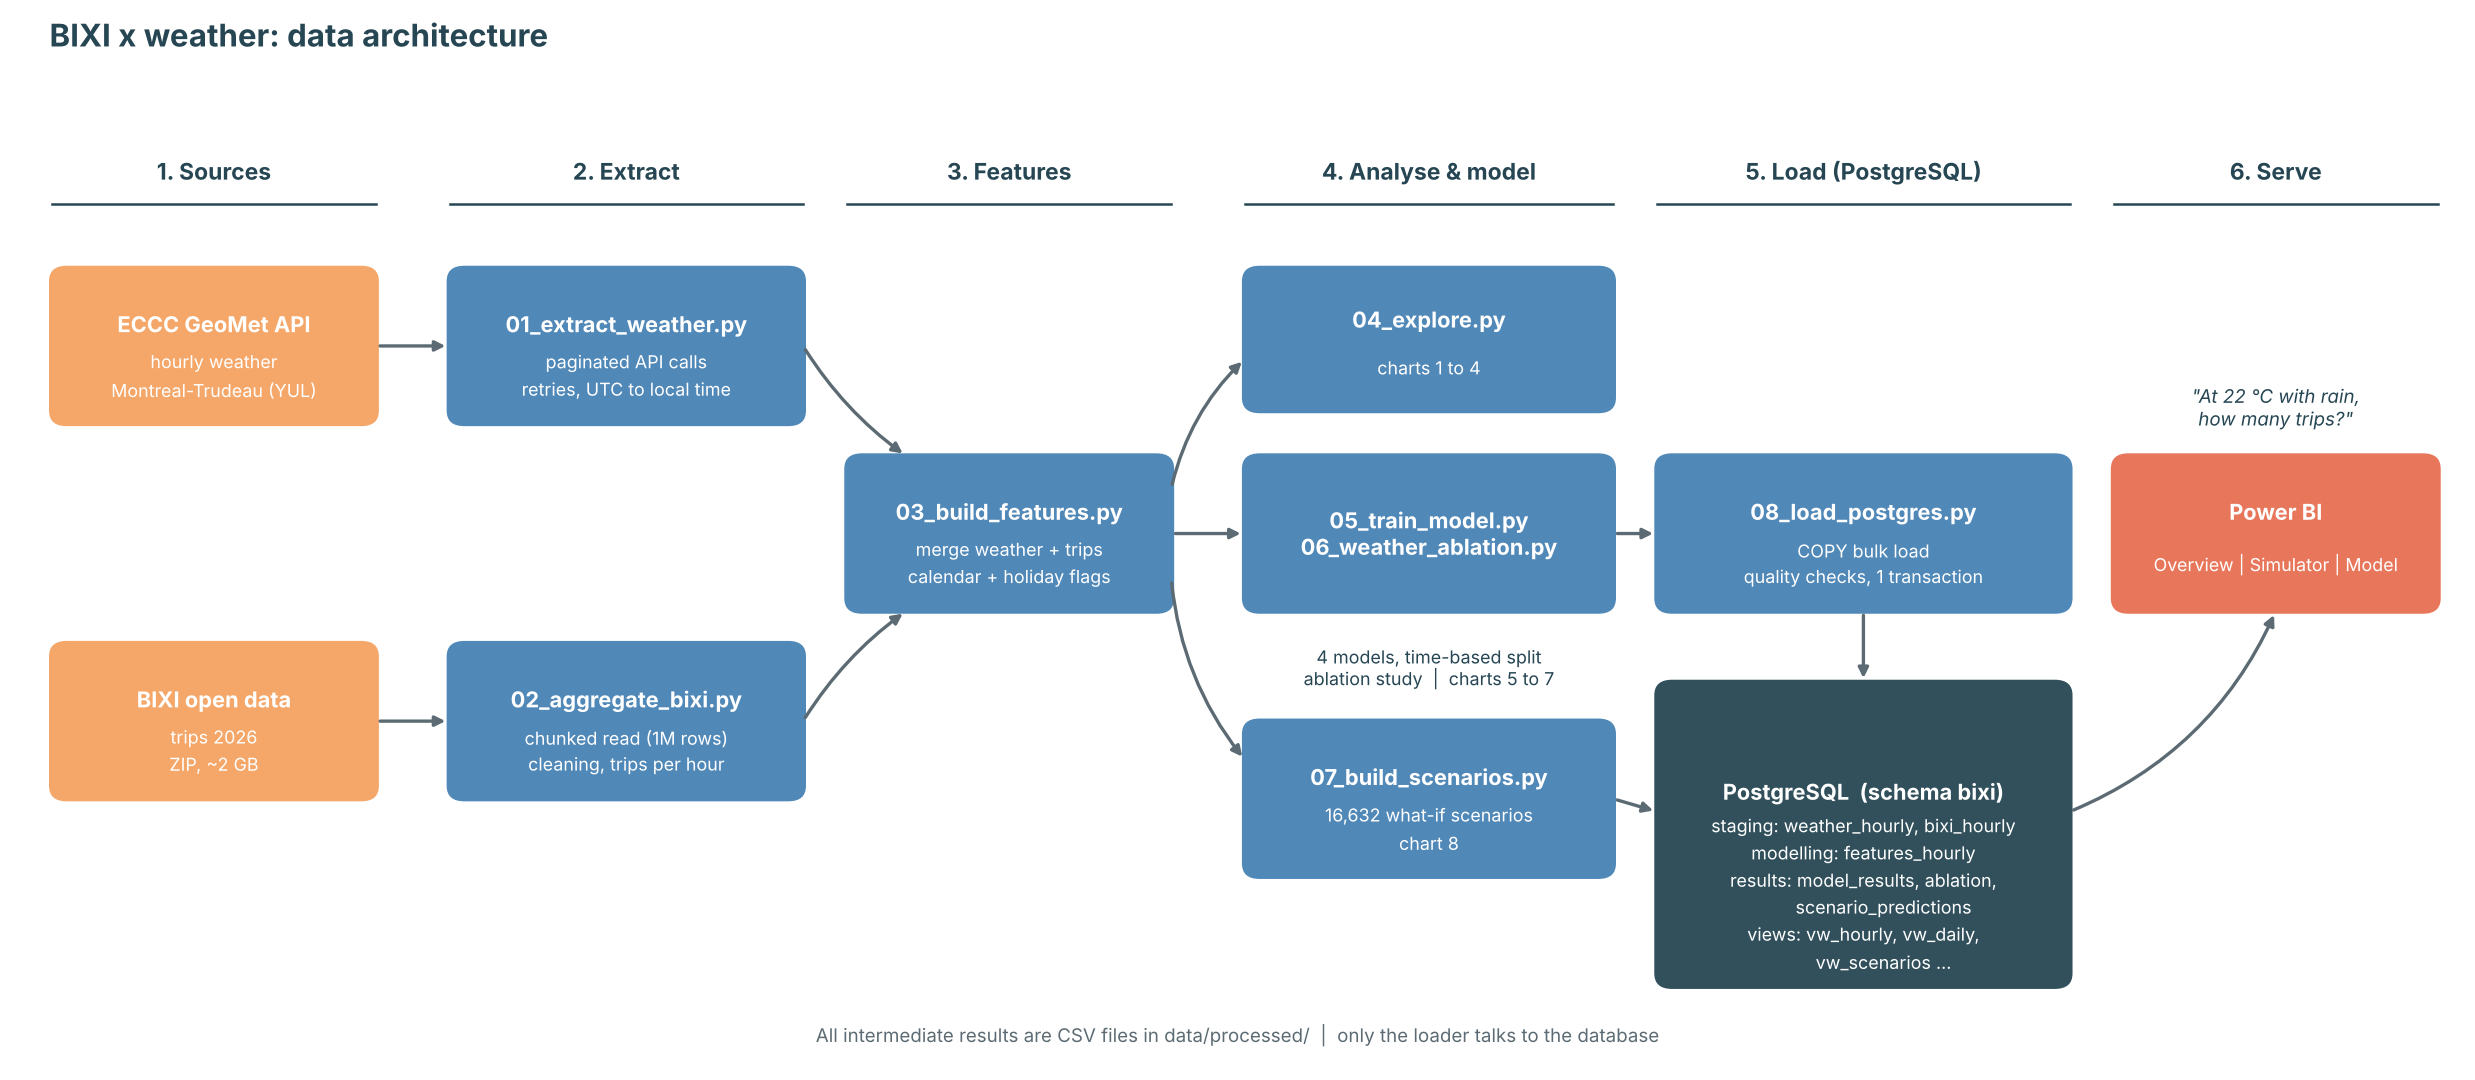 BIXI x weather: data architecture
1. Sources
2. Extract
3. Features
4. Analyse & model
5. Load (PostgreSQL)
6. Serve
ECCC GeoMet API
hourly weather
Montreal-Trudeau (YUL)
01_extract_weather.py
paginated API calls
retries, UTC to local time
04_explore.py
charts 1 to 4
"At 22 °C with rain,
how many trips?"
03_build_features.py
merge weather + trips
calendar + holiday flags
05_train_model.py
06_weather_ablation.py
08_load_postgres.py
COPY bulk load
quality checks, 1 transaction
Power BI
Overview | Simulator | Model
4 models, time-based split
ablation study | charts 5 to 7
BIXI open data
trips 2026
ZIP, ~2 GB
02_aggregate_bixi.py
chunked read (1M rows)
cleaning, trips per hour
07_build_scenarios.py
16,632 what-if scenarios
chart 8
PostgreSQL (schema bixi)
staging: weather_hourly, bixi_hourly
modelling: features_hourly
results: model_results, ablation,
scenario_predictions
views: vw_hourly, vw_daily,
vw_scenarios ...
All intermediate results are CSV files in data/processed/ | only the loader talks to the database